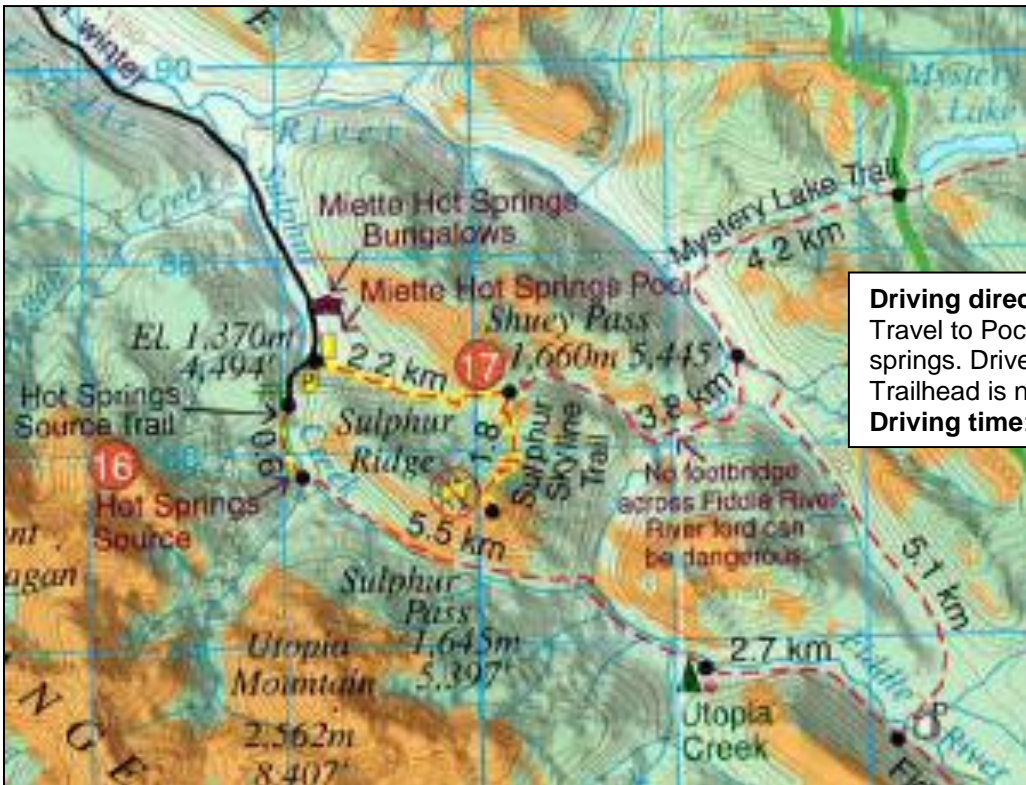 winter
90
River
Mystery
Lake
Creek
Sulphur
Miette Hot Springs
Bungalows
Mystery Lake Trail
4.2 km
88
Miette Hot Springs Pool
El. 1,370m
4,494'
Shuey Pass
1,660m 5,445'
17
2.2 km
P
Hot Springs
Source Trail
Sulphur
Ridge
1.8
Sulphur
Skyline
Trail
3.8 km
0.9
16
Hot Springs
Source
5.5 km
No footbridge
across Fiddle River.
River ford can
be dangerous.
5.1 km
Sulphur
Pass
1,645m
5,397'
Utopia
Mountain
2,562m
8,407'
2.7 km
Utopia
Creek
Fiddle
River
P
agan
N G E
Driving direc
Travel to Poc
springs. Drive
Trailhead is n
Driving time: